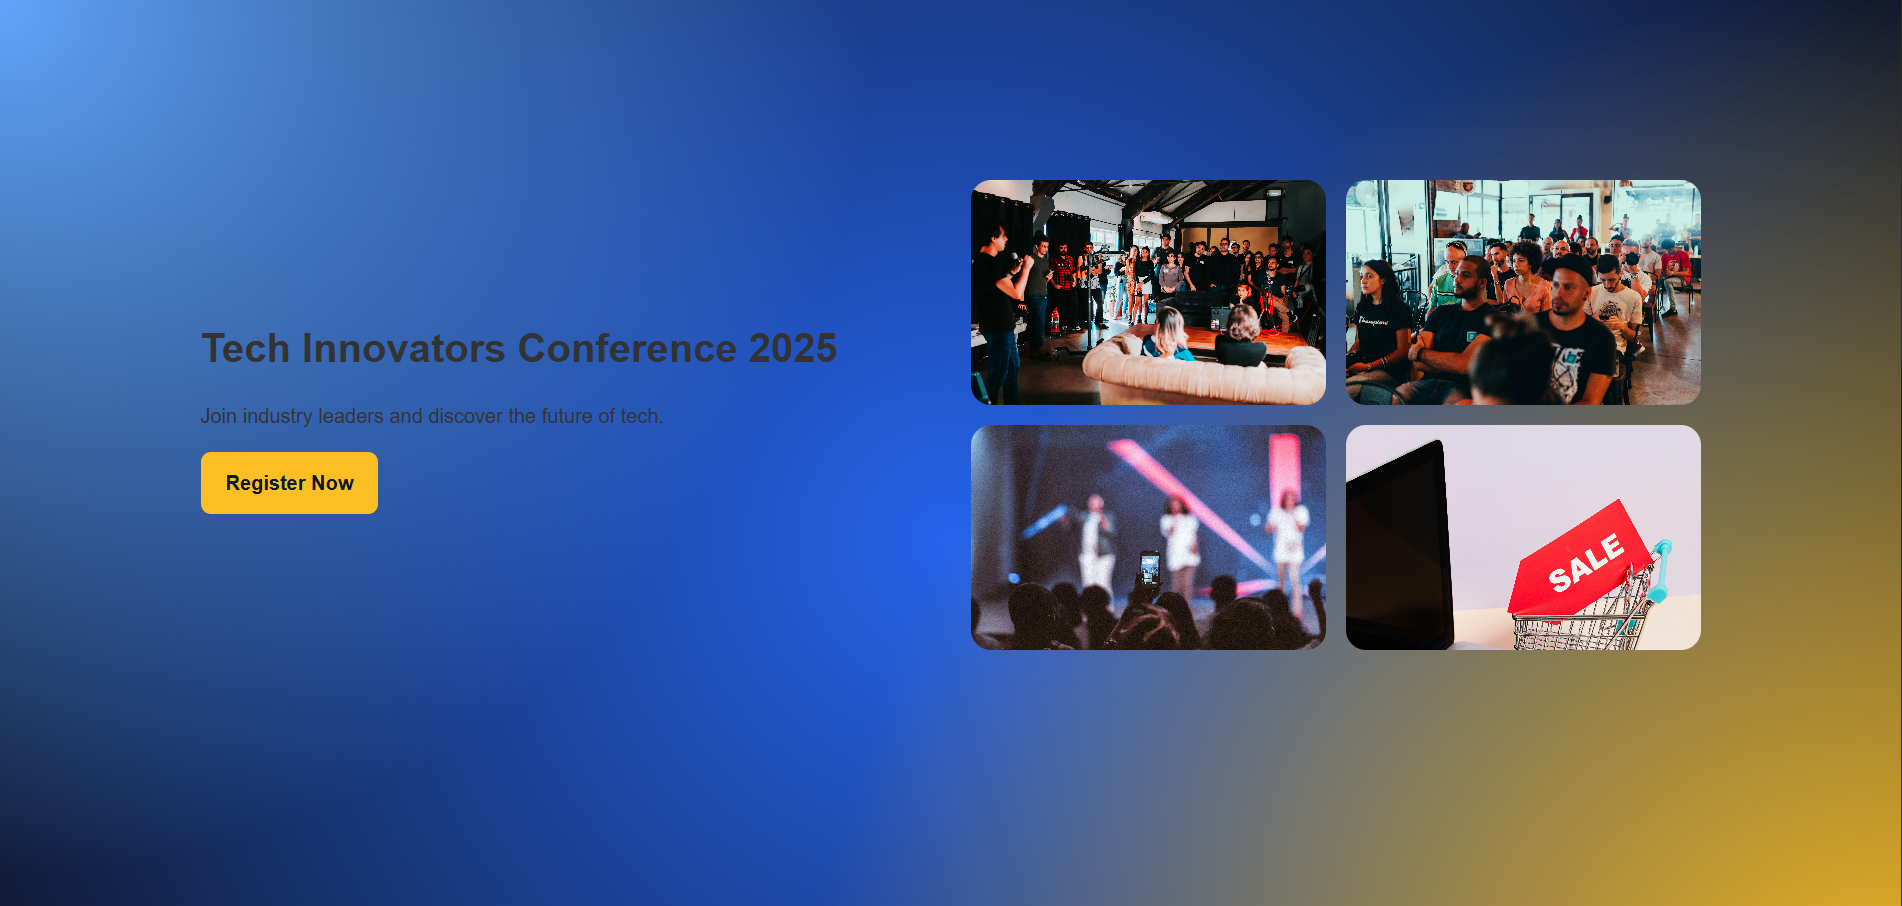 Tech Innovators Conference 2025
Join industry leaders and discover the future of tech.
Register Now
SALE